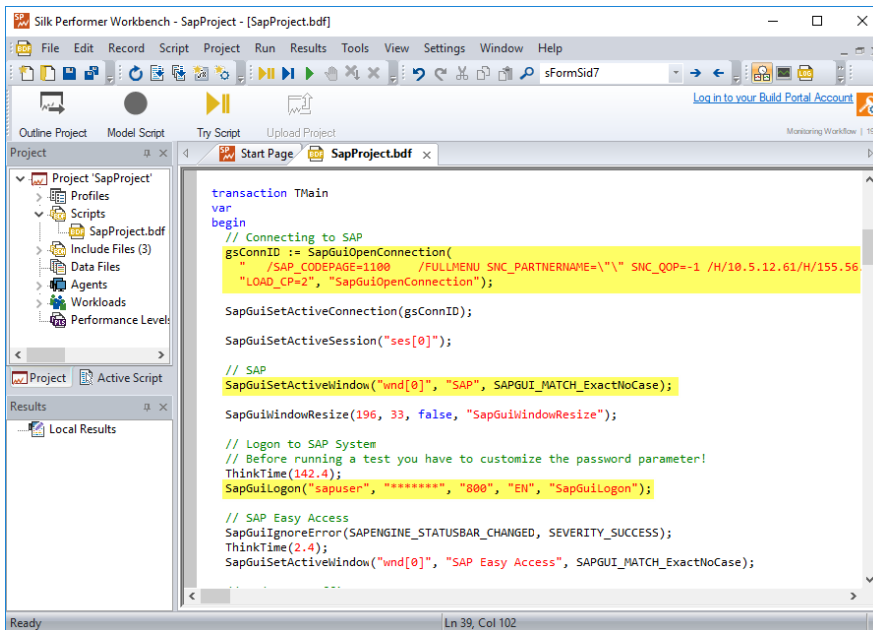 Silk Performer Workbench - SapProject - [SapProject.bdf]
File Edit Record Script Project Run Results Tools View Settings Window Help
sFormSid7
Log in to your Build Portal Account
Outline Project Model Script Try Script Upload Project
Monitoring Workflow | 19
Project
Start Page SapProject.bdf
Project 'SapProject'
Profiles
Scripts
SapProject.bdf
Include Files (3)
Data Files
Agents
Workloads
Performance Levels
Project Active Script
Results
Local Results
transaction TMain
var
begin
// Connecting to SAP
gsConnID := SapGuiOpenConnection(
" /SAP_CODEPAGE=1100 /FULLMENU SNC_PARTNERNAME=\"\" SNC_QOP=-1 /H/10.5.12.61/H/155.56.
"LOAD_CP=2", "SapGuiOpenConnection");
SapGuiSetActiveConnection(gsConnID);
SapGuiSetActiveSession("ses[0]");
// SAP
SapGuiSetActiveWindow("wnd[0]", "SAP", SAPGUI_MATCH_ExactNoCase);
SapGuiWindowResize(196, 33, false, "SapGuiWindowResize");
// Logon to SAP System
// Before running a test you have to customize the password parameter!
ThinkTime(142.4);
SapGuiLogon("sapuser", "*******", "800", "EN", "SapGuiLogon");
// SAP Easy Access
SapGuiIgnoreError(SAPENGINE_STATUSBAR_CHANGED, SEVERITY_SUCCESS);
ThinkTime(2.4);
SapGuiSetActiveWindow("wnd[0]", "SAP Easy Access", SAPGUI_MATCH_ExactNoCase);
Ready
Ln 39, Col 102